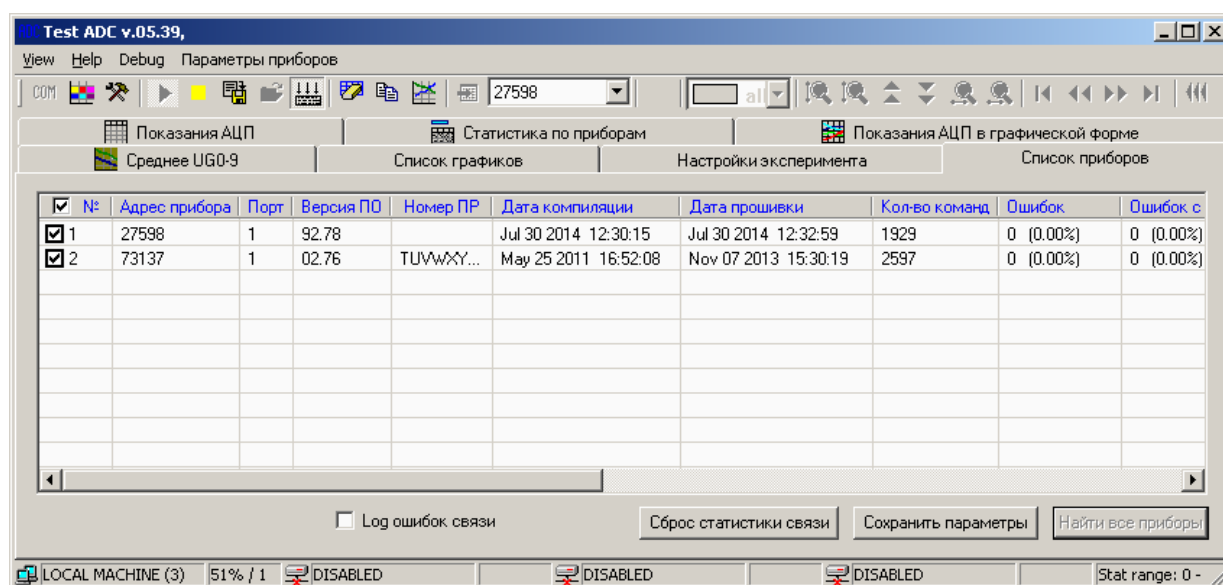 Test ADC v.05.39,
View Help Debug Параметры приборов
COM 27598 all
Показания АЦП Статистика по приборам Показания АЦП в графической форме
Среднее UG0-9 Список графиков Настройки эксперимента Список приборов
№ Адрес прибора Порт Версия ПО Номер ПР Дата компиляции Дата прошивки Кол-во команд Ошибок Ошибок с
1 27598 1 92.78 Jul 30 2014 12:30:15 Jul 30 2014 12:32:59 1929 0 (0.00%) 0 (0.00%)
2 73137 1 02.76 TUVWXY... May 25 2011 16:52:08 Nov 07 2013 15:30:19 2597 0 (0.00%) 0 (0.00%)
Log ошибок связи Сброс статистики связи Сохранить параметры Найти все приборы
LOCAL MACHINE (3) 51% / 1 DISABLED DISABLED DISABLED Stat range: 0 -